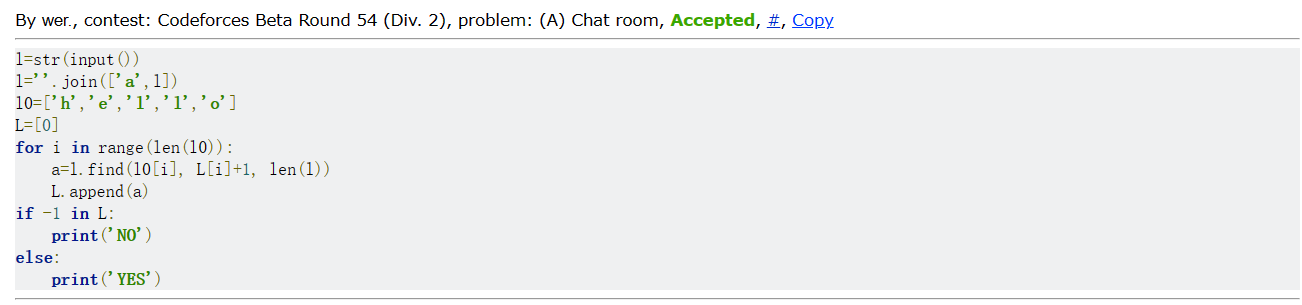 By wer., contest: Codeforces Beta Round 54 (Div. 2), problem: (A) Chat room, Accepted, #, Copy
l=str(input())
l=''.join(['a',l])
l0=['h','e','l','l','o']
L=[0]
for i in range(len(l0)):
    a=l.find(l0[i], L[i]+1, len(l))
    L.append(a)
if -1 in L:
    print('NO')
else:
    print('YES')